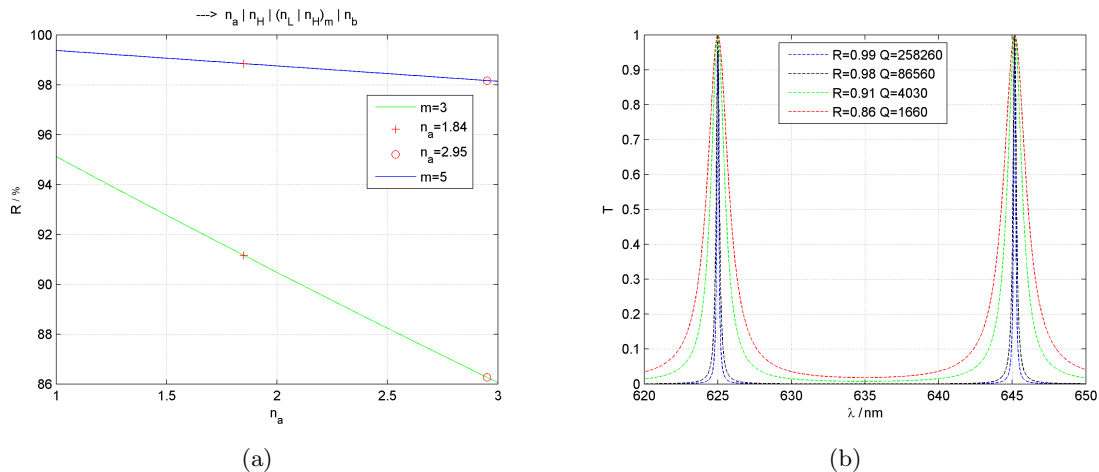 ---> n_a | n_H | (n_L | n_H)_m | n_b
100
98
96
94
92
90
88
86
R / %
1
1.5
2
2.5
3
n_a
m=3
n_a=1.84
n_a=2.95
m=5
(a)
1
0.9
0.8
0.7
0.6
0.5
0.4
0.3
0.2
0.1
0
T
620
625
630
635
640
645
650
λ / nm
R=0.99 Q=258260
R=0.98 Q=86560
R=0.91 Q=4030
R=0.86 Q=1660
(b)